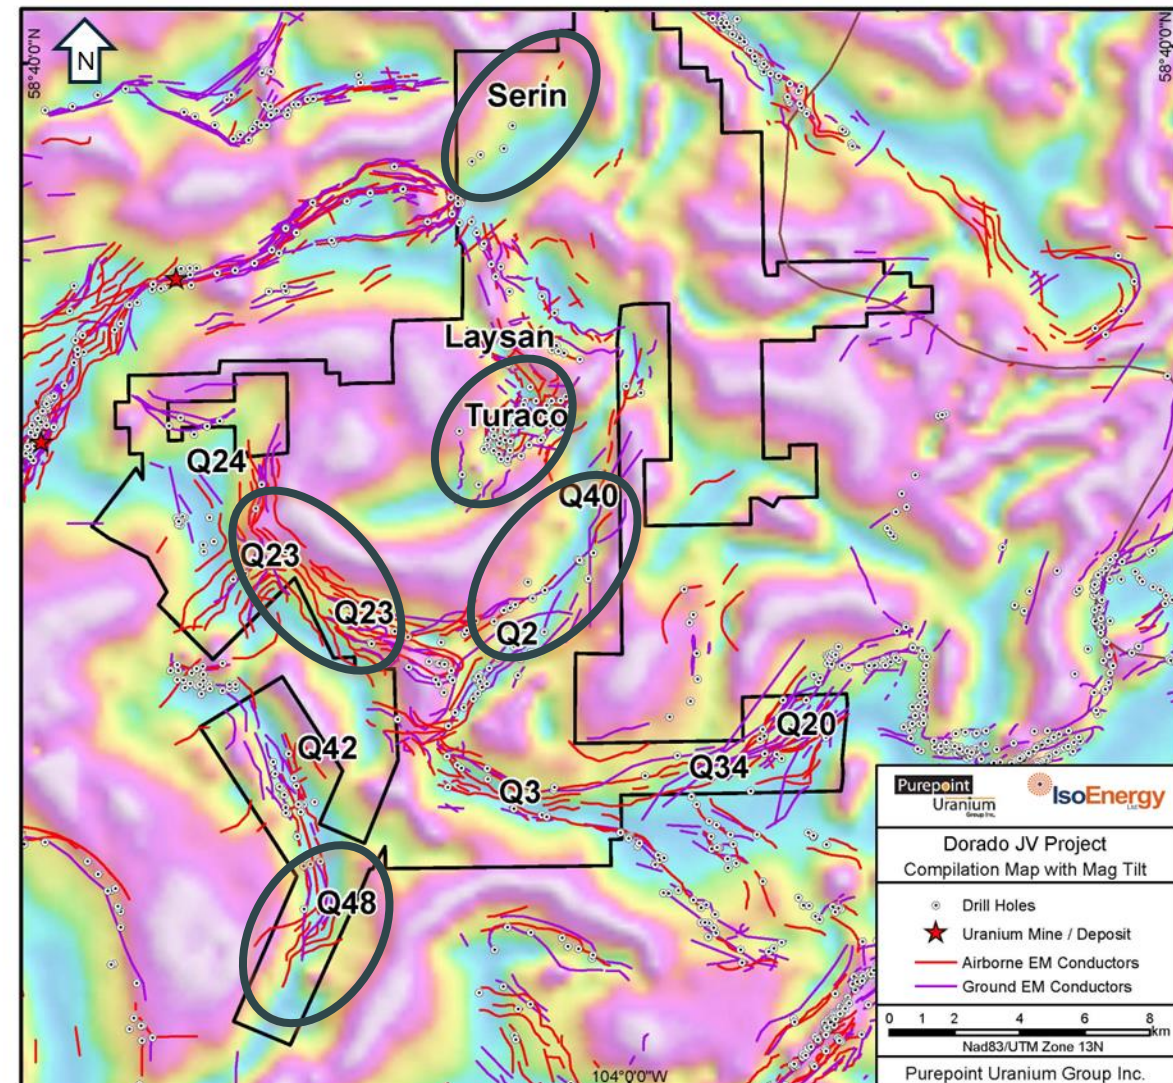 58°40'0"N
58°40'0"N
N
Serin
Laysan
Turaco
Q24
Q40
Q23
Q23
Q2
Q42
Q20
Q34
Q3
Q48
Purepoint
Uranium
Group Inc.
IsoEnergy
Ltd.
Dorado JV Project
Compilation Map with Mag Tilt
Drill Holes
Uranium Mine / Deposit
Airborne EM Conductors
Ground EM Conductors
0 1 2 4 6 8
km
Nad83/UTM Zone 13N
Purepoint Uranium Group Inc.
104°0'0"W